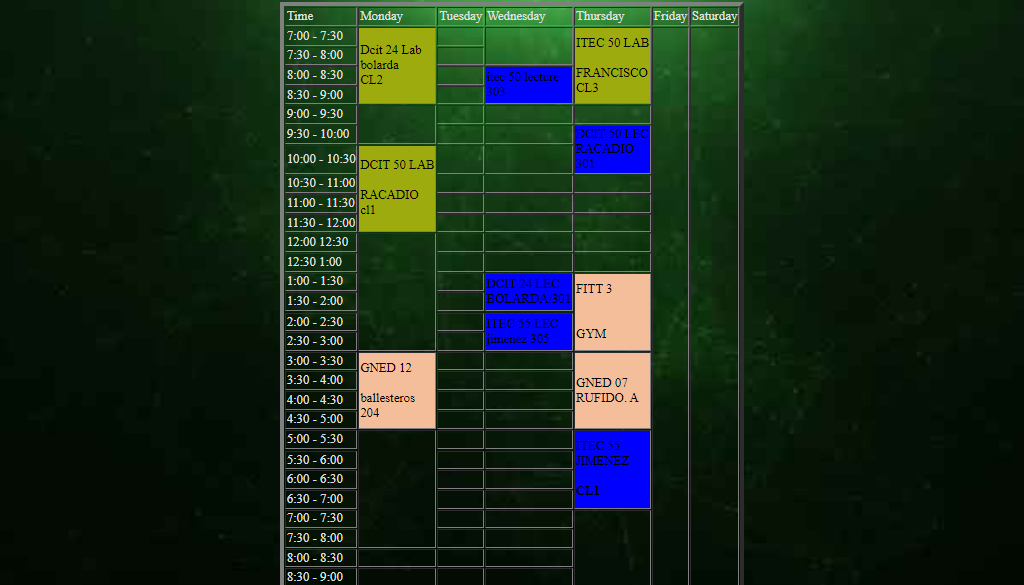 Time Monday Tuesday Wednesday Thursday Friday Saturday
7:00 - 7:30
7:30 - 8:00
8:00 - 8:30
8:30 - 9:00
Dcit 24 Lab
bolarda
CL2
itec 50 lecture
303
ITEC 50 LAB
FRANCISCO
CL3
9:00 - 9:30
9:30 - 10:00
10:00 - 10:30
DCIT 50 LEC
RACADIO
301
10:30 - 11:00
11:00 - 11:30
11:30 - 12:00
DCIT 50 LAB
RACADIO
cl1
12:00 12:30
12:30 1:00
1:00 - 1:30
1:30 - 2:00
DCIT 24 LEC
BOLARDA/301
2:00 - 2:30
2:30 - 3:00
ITEC 55 LEC
jimenez 305
FITT 3
GYM
3:00 - 3:30
3:30 - 4:00
4:00 - 4:30
4:30 - 5:00
GNED 12
ballesteros
204
GNED 07
RUFIDO. A
5:00 - 5:30
5:30 - 6:00
6:00 - 6:30
6:30 - 7:00
ITEC 55
JIMENEZ
CL1
7:00 - 7:30
7:30 - 8:00
8:00 - 8:30
8:30 - 9:00